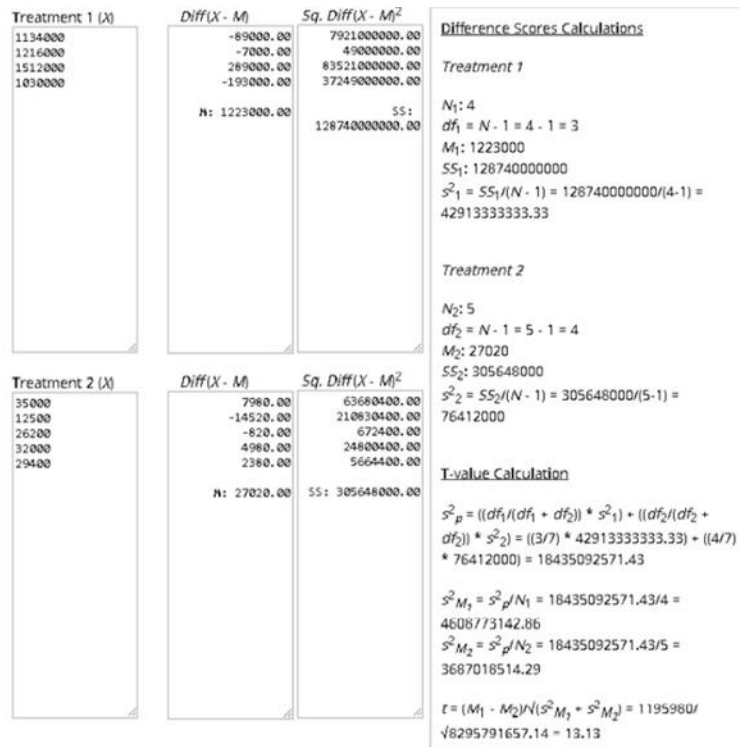 Treatment 1 (X)
1134000
1216000
1512000
1030000
Diff (X - M)
-89000.00
-7000.00
289000.00
-193000.00
M: 1223000.00
Sq. Diff (X - M)2
7921000000.00
49000000.00
83521000000.00
37249000000.00
SS:
128740000000.00
Treatment 2 (X)
35000
12500
26200
32000
29400
Diff (X - M)
7980.00
-14520.00
-820.00
4980.00
2380.00
M: 27020.00
Sq. Diff (X - M)2
63680400.00
210830400.00
672400.00
24800400.00
5664400.00
SS: 305648000.00
Difference Scores Calculations
Treatment 1
N1: 4
df1 = N - 1 = 4 - 1 = 3
M1: 1223000
SS1: 128740000000
s21 = SS1/(N - 1) = 128740000000/(4-1) =
42913333333.33
Treatment 2
N2: 5
df2 = N - 1 = 5 - 1 = 4
M2: 27020
SS2: 305648000
s22 = SS2/(N - 1) = 305648000/(5-1) =
76412000
T-value Calculation
s2p = ((df1/(df1 + df2)) * s21) + ((df2/(df2 +
df2)) * s22) = ((3/7) * 42913333333.33) + ((4/7)
* 76412000) = 18435092571.43
s2M1 = s2p/N1 = 18435092571.43/4 =
4608773142.86
s2M2 = s2p/N2 = 18435092571.43/5 =
3687018514.29
t = (M1 - M2)/√(s2M1 + s2M2) = 1195980/
√8295791657.14 = 13.13